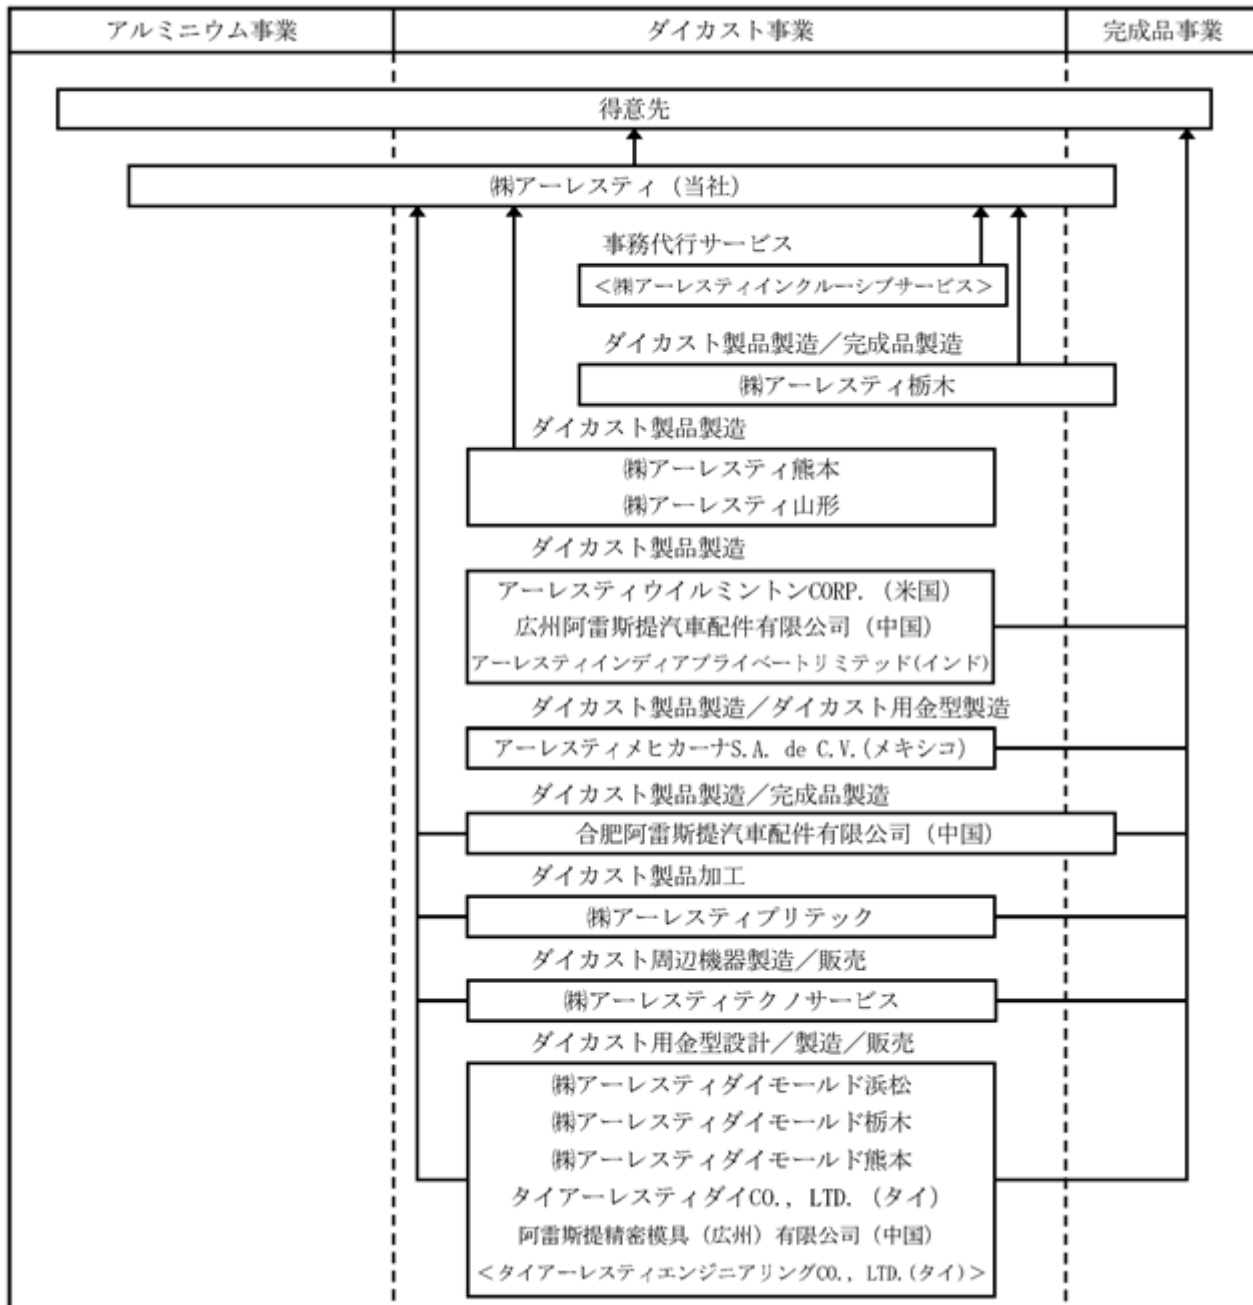 アルミニウム事業
ダイカスト事業
完成品事業
得意先
㈱アーレスティ（当社）
事務代行サービス
＜㈱アーレスティインクルーシブサービス＞
ダイカスト製品製造／完成品製造
㈱アーレスティ栃木
ダイカスト製品製造
㈱アーレスティ熊本
㈱アーレスティ山形
ダイカスト製品製造
アーレスティウイルミントンCORP.（米国）
広州阿雷斯提汽車配件有限公司（中国）
アーレスティインディアプライベートリミテッド(インド)
ダイカスト製品製造／ダイカスト用金型製造
アーレスティメヒカーナS.A. de C.V.(メキシコ)
ダイカスト製品製造／完成品製造
合肥阿雷斯提汽車配件有限公司（中国）
ダイカスト製品加工
㈱アーレスティプリテック
ダイカスト周辺機器製造／販売
㈱アーレスティテクノサービス
ダイカスト用金型設計／製造／販売
㈱アーレスティダイモールド浜松
㈱アーレスティダイモールド栃木
㈱アーレスティダイモールド熊本
タイアーレスティダイCO., LTD.（タイ）
阿雷斯提精密模具（広州）有限公司（中国）
＜タイアーレスティエンジニアリングCO., LTD.(タイ)＞